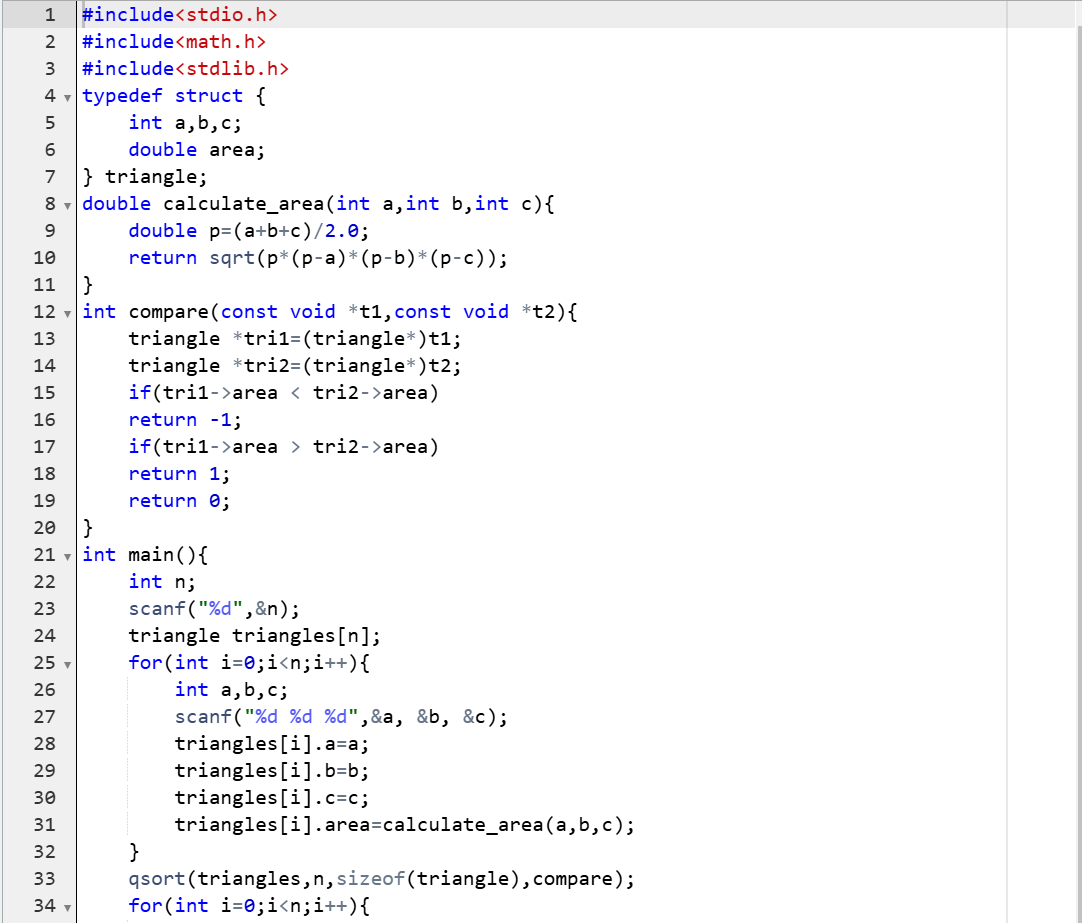 1 #include<stdio.h>
2 #include<math.h>
3 #include<stdlib.h>
4 typedef struct {
5     int a,b,c;
6     double area;
7 } triangle;
8 double calculate_area(int a,int b,int c){
9     double p=(a+b+c)/2.0;
10     return sqrt(p*(p-a)*(p-b)*(p-c));
11 }
12 int compare(const void *t1,const void *t2){
13     triangle *tri1=(triangle*)t1;
14     triangle *tri2=(triangle*)t2;
15     if(tri1->area < tri2->area)
16     return -1;
17     if(tri1->area > tri2->area)
18     return 1;
19     return 0;
20 }
21 int main(){
22     int n;
23     scanf("%d",&n);
24     triangle triangles[n];
25     for(int i=0;i<n;i++){
26         int a,b,c;
27         scanf("%d %d %d",&a, &b, &c);
28         triangles[i].a=a;
29         triangles[i].b=b;
30         triangles[i].c=c;
31         triangles[i].area=calculate_area(a,b,c);
32     }
33     qsort(triangles,n,sizeof(triangle),compare);
34     for(int i=0;i<n;i++){